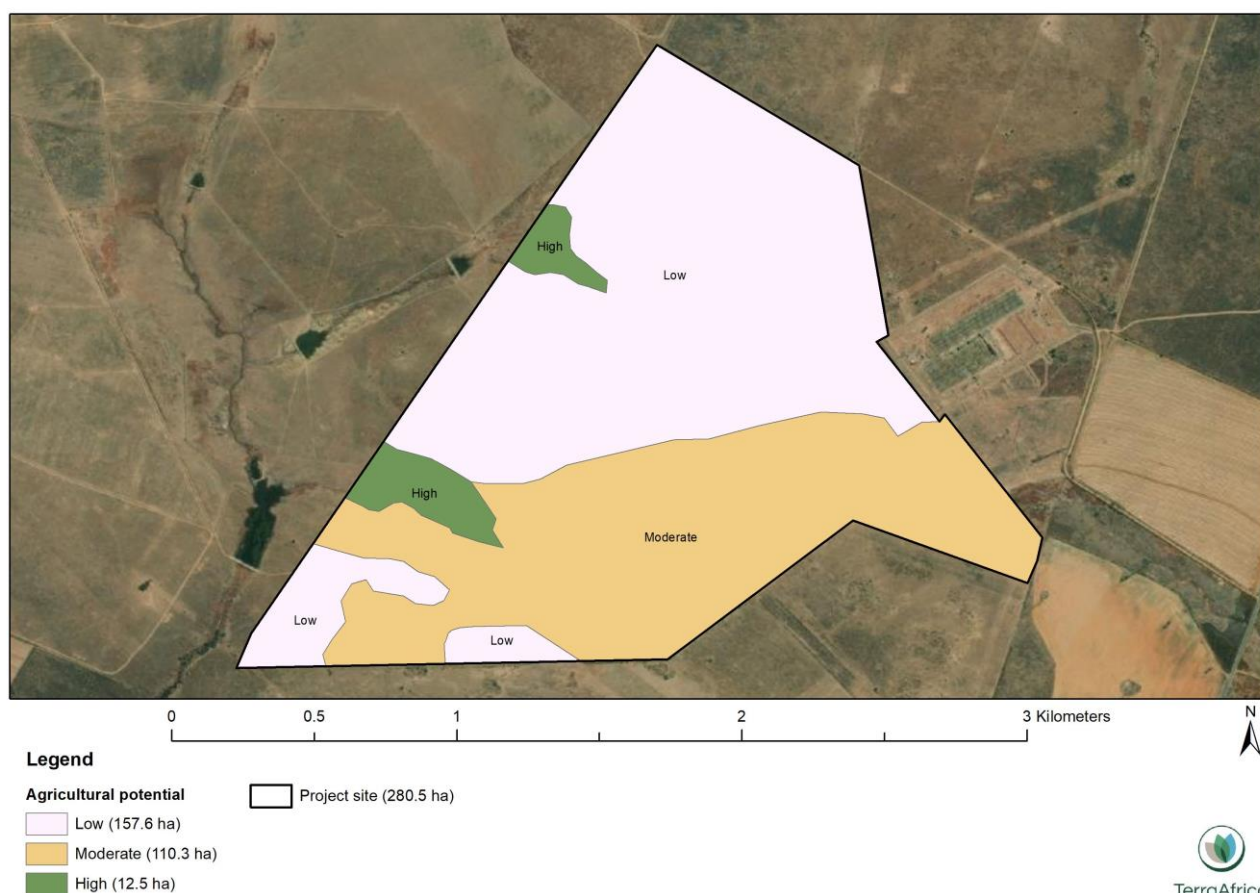 High
Low
High
Moderate
Low
Low
0 0.5 1 2 3 Kilometers
N
Legend
Agricultural potential
Project site (280.5 ha)
Low (157.6 ha)
Moderate (110.3 ha)
High (12.5 ha)
TerraAfrica